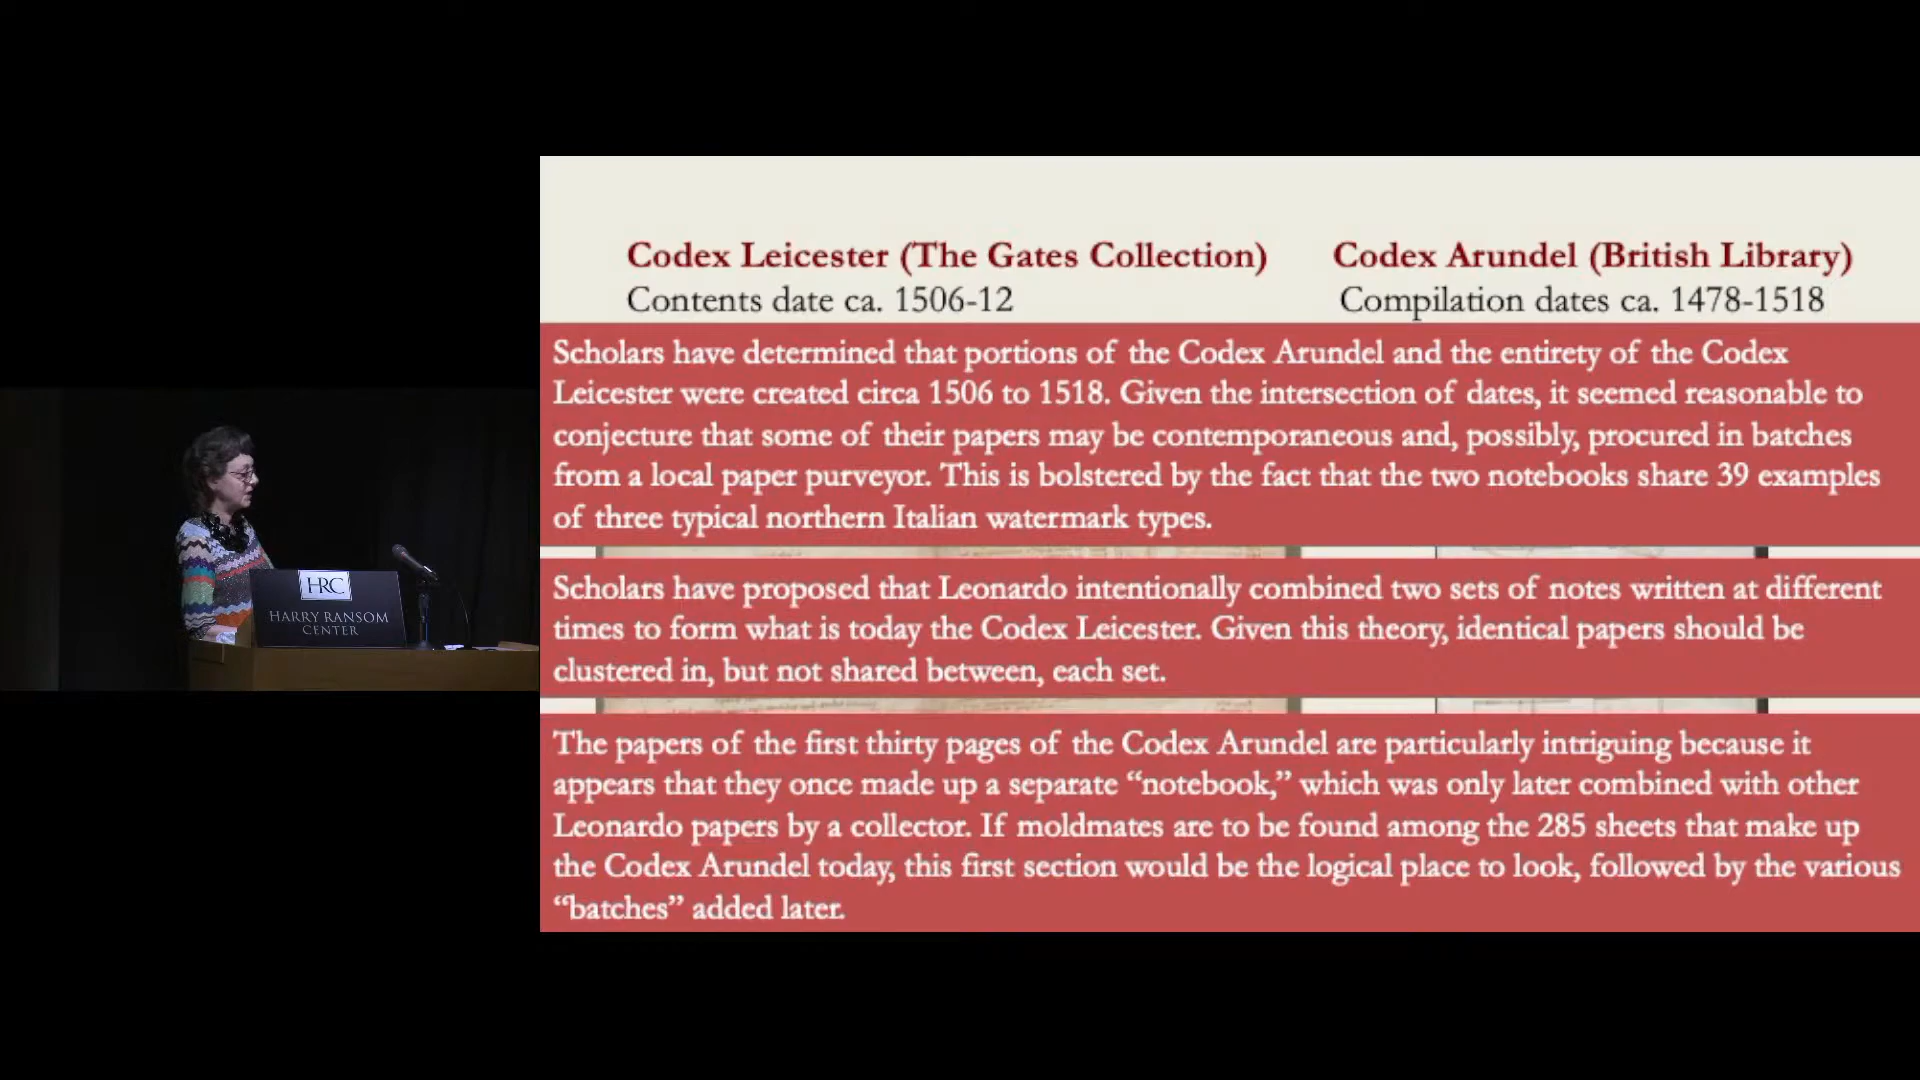 Codex Leicester (The Gates Collection)
Contents date ca. 1506-12
Codex Arundel (British Library)
Compilation dates ca. 1478-1518
Scholars have determined that portions of the Codex Arundel and the entirety of the Codex
Leicester were created circa 1506 to 1518. Given the intersection of dates, it seemed reasonable to
conjecture that some of their papers may be contemporaneous and, possibly, procured in batches
from a local paper purveyor. This is bolstered by the fact that the two notebooks share 39 examples
of three typical northern Italian watermark types.
Scholars have proposed that Leonardo intentionally combined two sets of notes written at different
times to form what is today the Codex Leicester. Given this theory, identical papers should be
clustered in, but not shared between, each set.
The papers of the first thirty pages of the Codex Arundel are particularly intriguing because it
appears that they once made up a separate “notebook,” which was only later combined with other
Leonardo papers by a collector. If moldmates are to be found among the 285 sheets that make up
the Codex Arundel today, this first section would be the logical place to look, followed by the various
“batches” added later.
HRC
HARRY RANSOM
CENTER